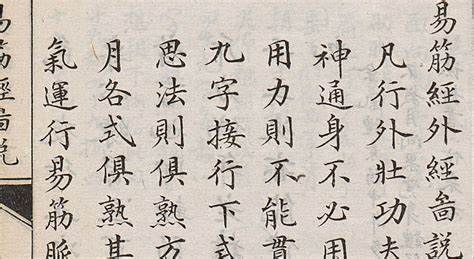 易筋經外經啚說
凡行外壯功夫
神通身不必用
用力則不能貫
九字接行下式
思法則俱熟方
月各式俱熟其
氣運行易筋脈
易筋經啚說